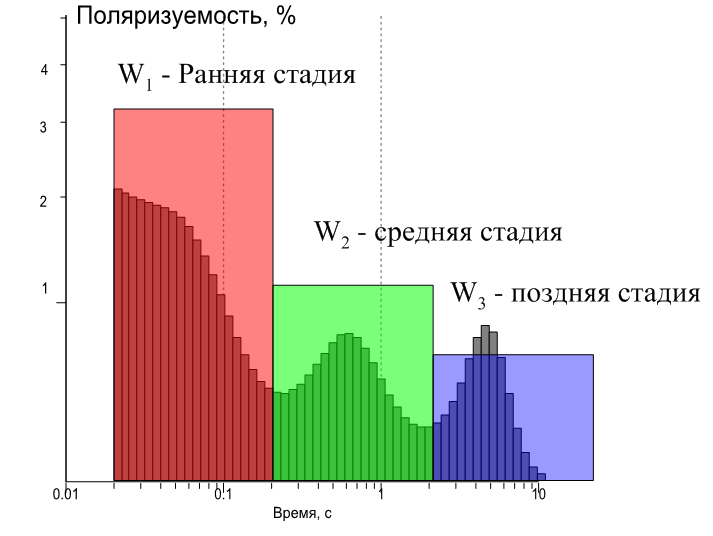 Поляризуемость, %
W1 - Ранняя стадия
W2 - средняя стадия
W3 - поздняя стадия
4
3
2
1
0.01 0.1 1 10
Время, с